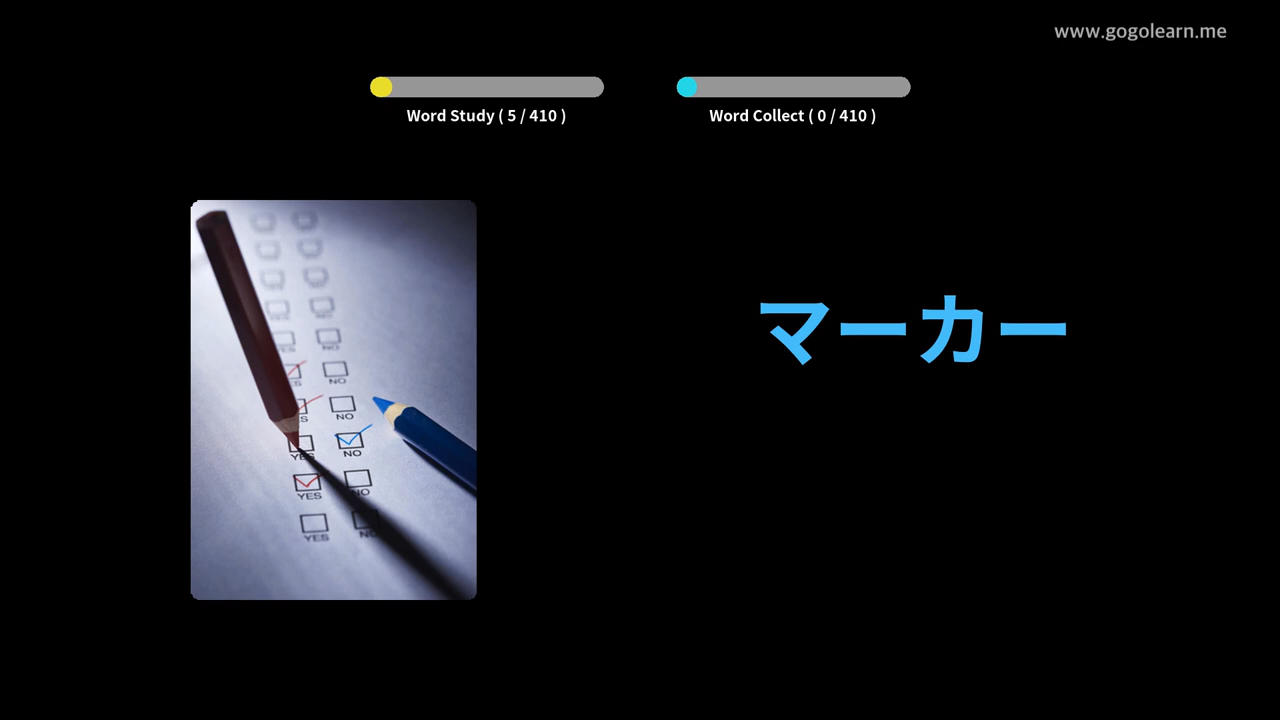 www.gogolearn.me
Word Study ( 5 / 410 )
Word Collect ( 0 / 410 )
マーカー
NO
NO
NO
YES
NO
YES
NO
YES
NO